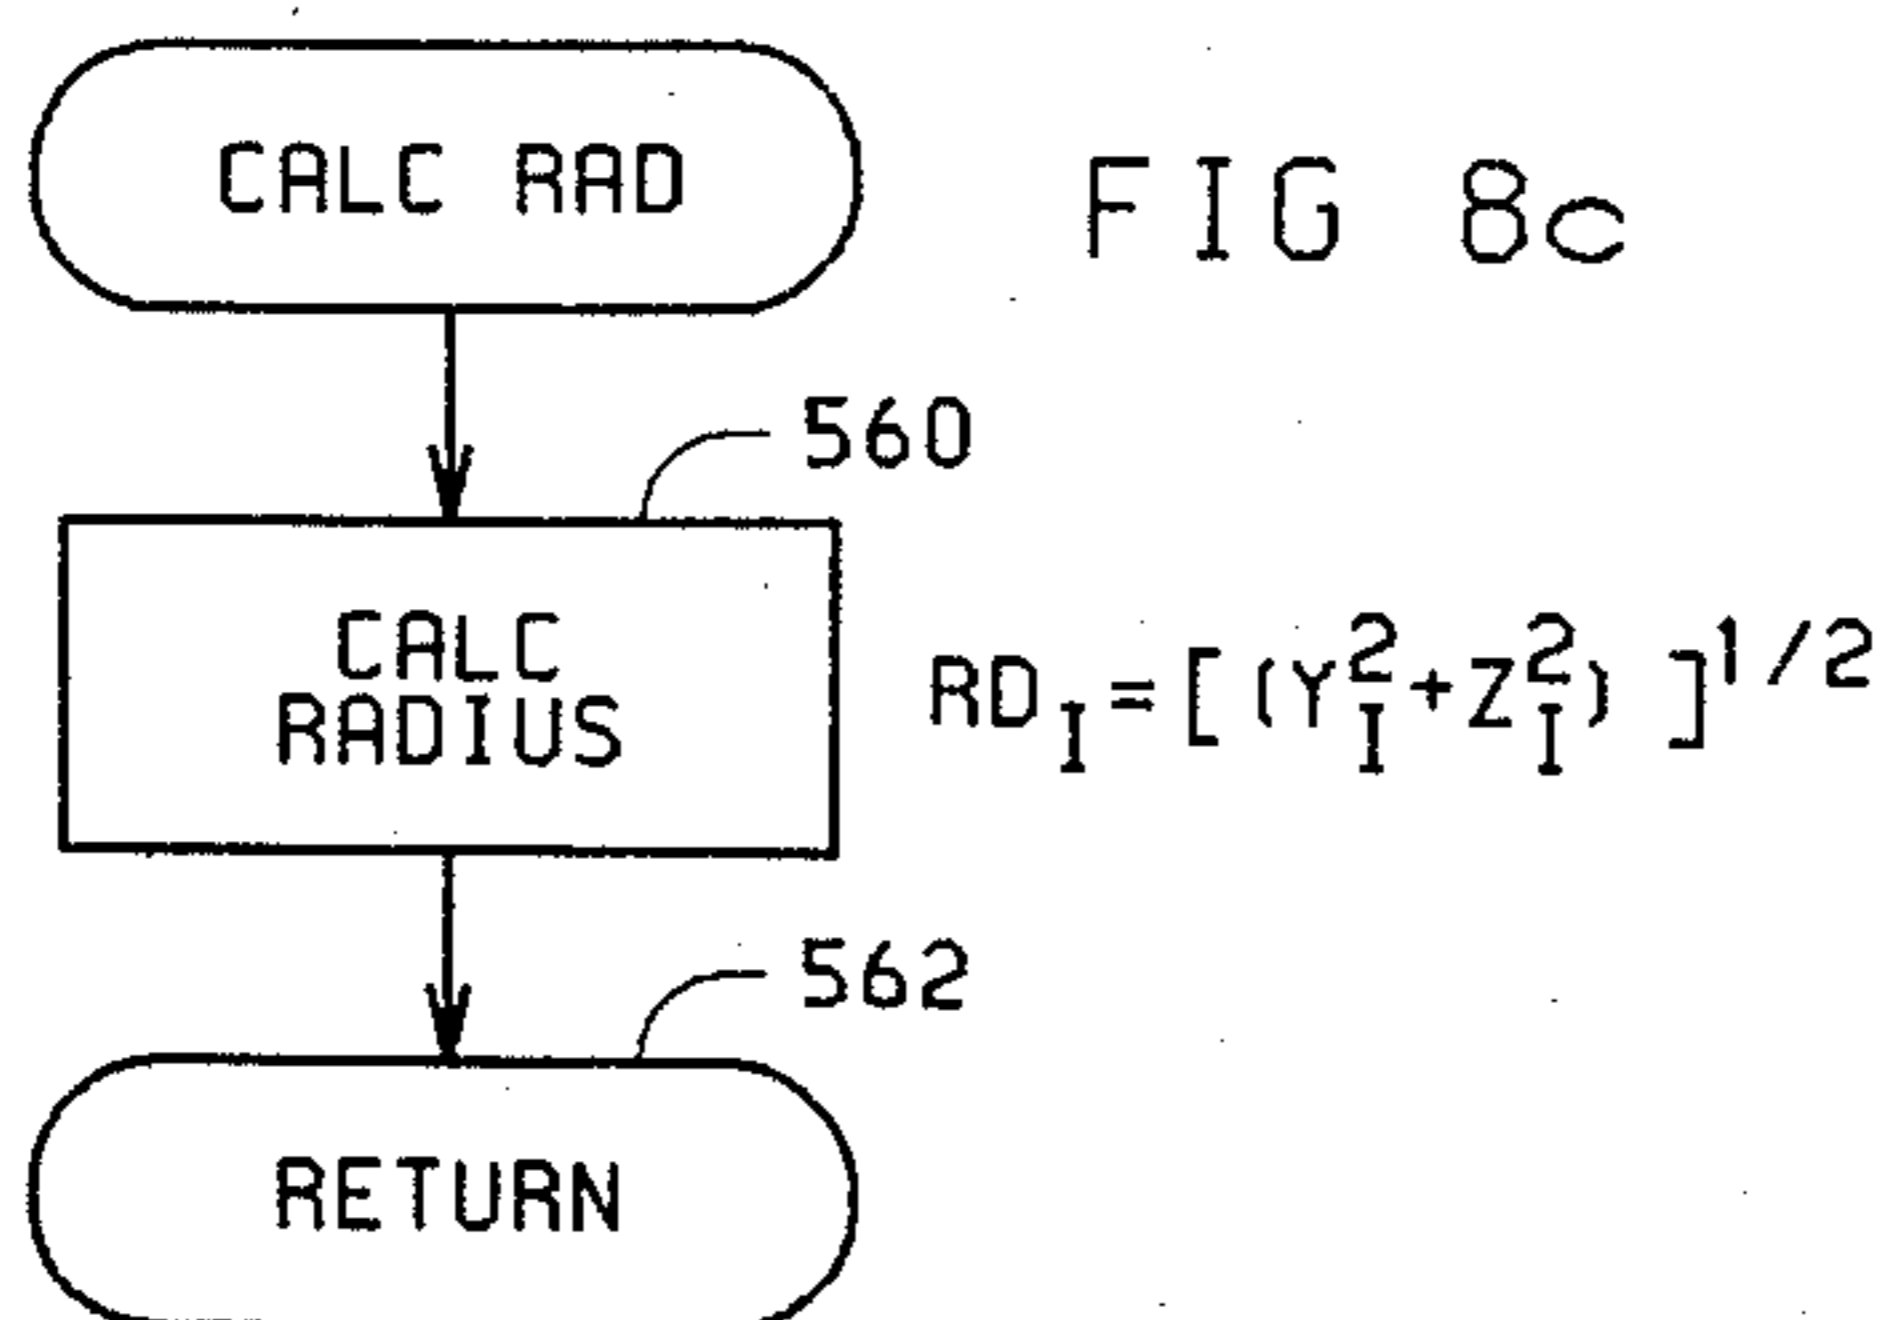 CALC RAD
FIG 8c
560
CALC
RADIUS
RD_I=[(Y_I^2+Z_I^2)]^1/2
562
RETURN